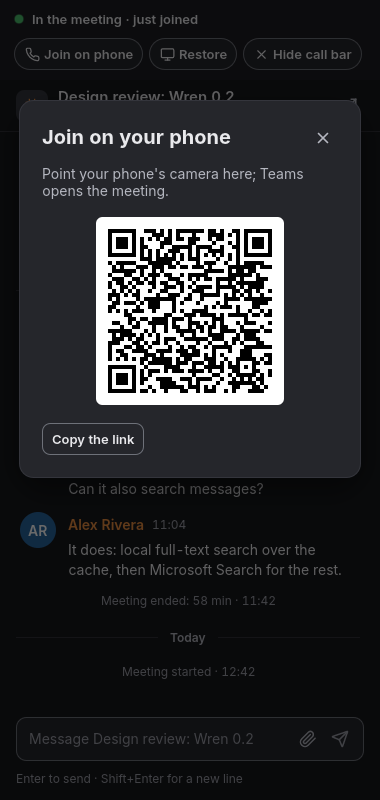 In the meeting · just joined
Join on phone
Restore
Hide call bar
Design review: Wren 0.2
Join on your phone
Point your phone's camera here; Teams
opens the meeting.
Copy the link
Can it also search messages?
AR
Alex Rivera 11:04
It does: local full-text search over the
cache, then Microsoft Search for the rest.
Meeting ended: 58 min · 11:42
Today
Meeting started · 12:42
Message Design review: Wren 0.2
Enter to send · Shift+Enter for a new line